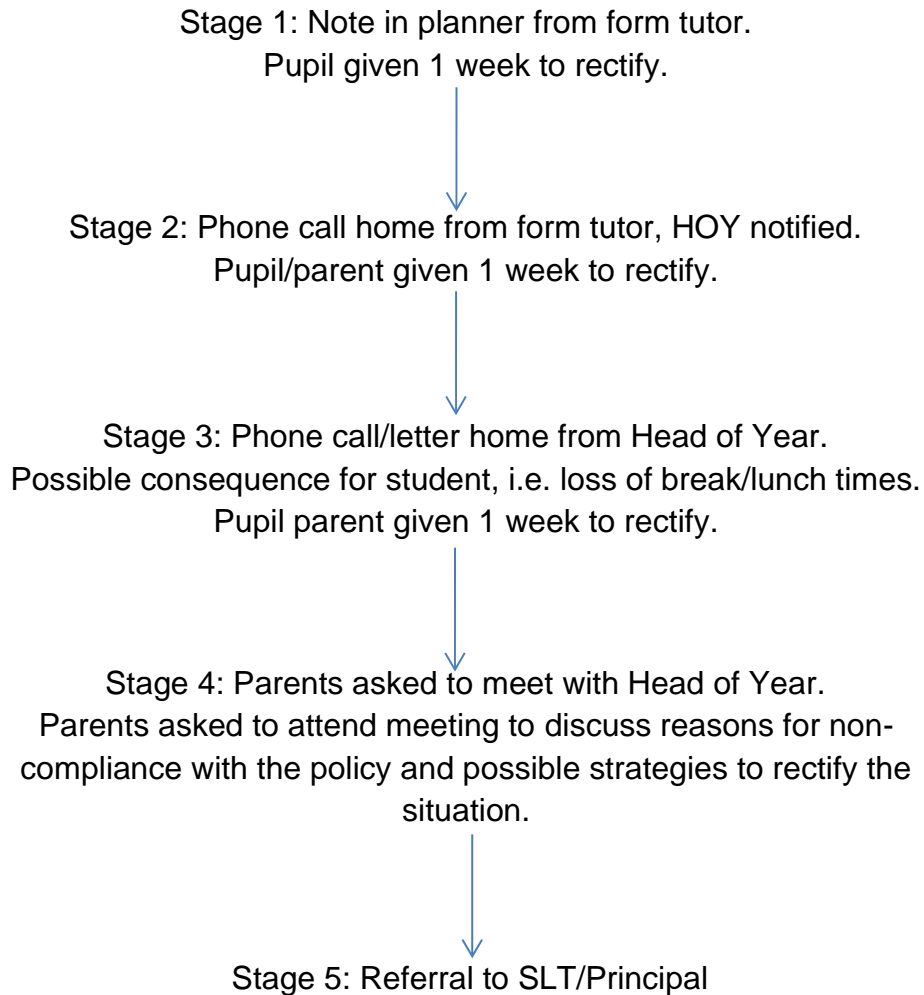 Stage 1: Note in planner from form tutor.
Pupil given 1 week to rectify.
Stage 2: Phone call home from form tutor, HOY notified.
Pupil/parent given 1 week to rectify.
Stage 3: Phone call/letter home from Head of Year.
Possible consequence for student, i.e. loss of break/lunch times.
Pupil parent given 1 week to rectify.
Stage 4: Parents asked to meet with Head of Year.
Parents asked to attend meeting to discuss reasons for non-
compliance with the policy and possible strategies to rectify the
situation.
Stage 5: Referral to SLT/Principal